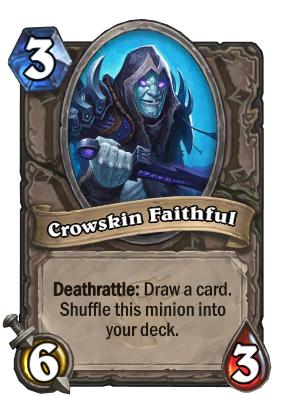 3
Crowskin Faithful
Deathrattle: Draw a card.
Shuffle this minion into
your deck.
6
3